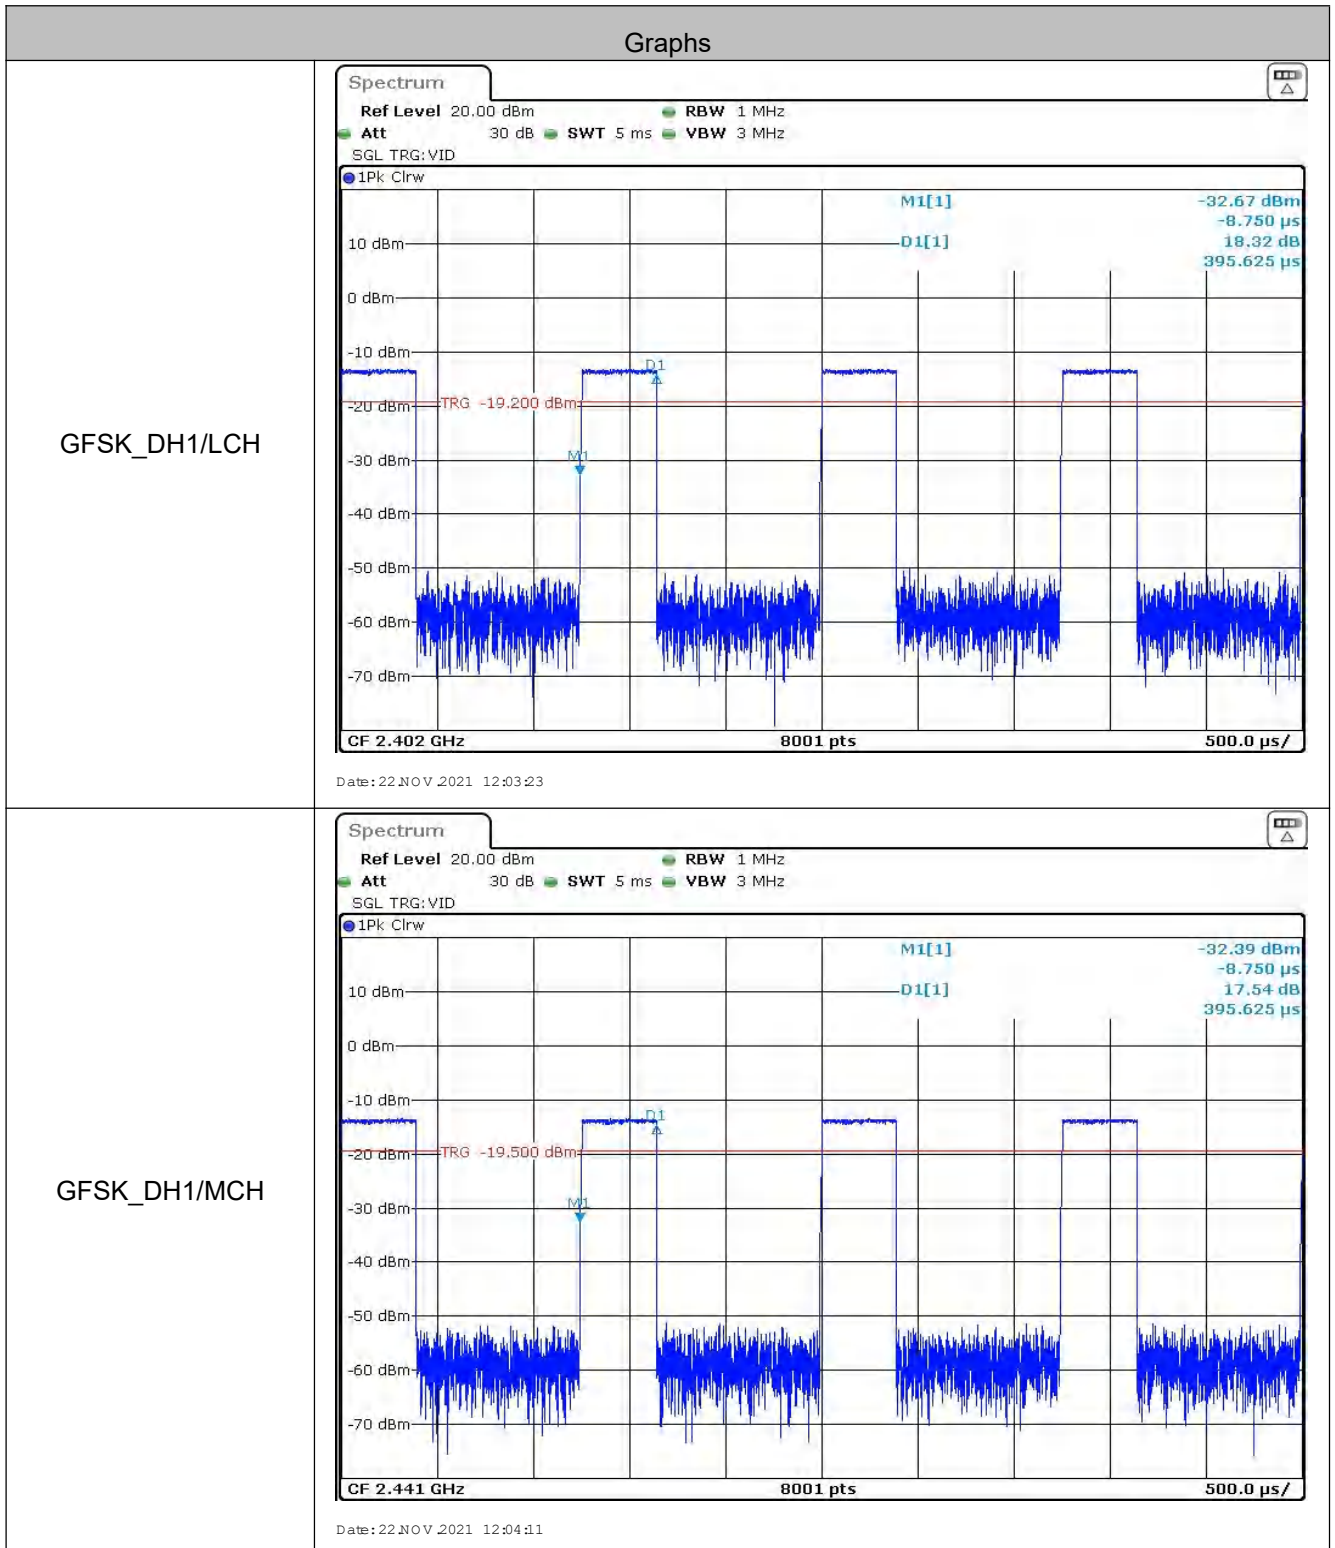 Graphs
GFSK_DH1/LCH
Spectrum
Ref Level 20.00 dBm RBW 1 MHz
Att 30 dB SWT 5 ms VBW 3 MHz
SGL TRG:VID
1Pk Clrw
M1[1] -32.67 dBm
-8.750 µs
10 dBm D1[1] 18.32 dB
395.625 µs
0 dBm
-10 dBm
D1
-20 dBm TRG -19.200 dBm
M1
-30 dBm
-40 dBm
-50 dBm
-60 dBm
-70 dBm
CF 2.402 GHz 8001 pts 500.0 µs/
Date: 22.NOV.2021 12:03:23
GFSK_DH1/MCH
Spectrum
Ref Level 20.00 dBm RBW 1 MHz
Att 30 dB SWT 5 ms VBW 3 MHz
SGL TRG:VID
1Pk Clrw
M1[1] -32.39 dBm
-8.750 µs
10 dBm D1[1] 17.54 dB
395.625 µs
0 dBm
-10 dBm
D1
-20 dBm TRG -19.500 dBm
M1
-30 dBm
-40 dBm
-50 dBm
-60 dBm
-70 dBm
CF 2.441 GHz 8001 pts 500.0 µs/
Date: 22.NOV.2021 12:04:11